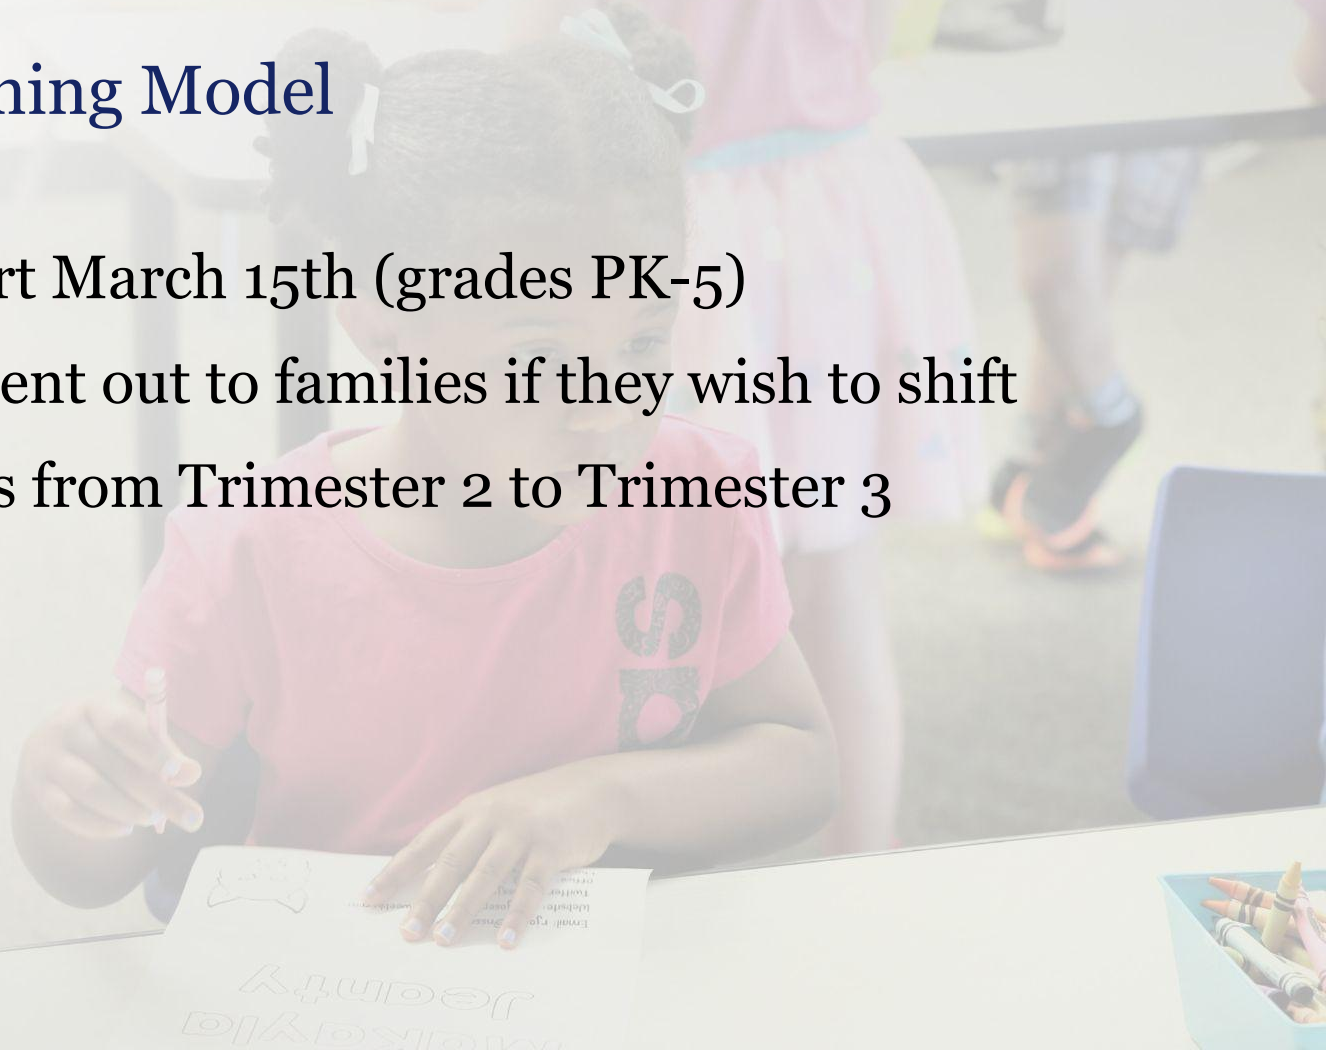 ning Model
rt March 15th (grades PK-5)
ent out to families if they wish to shift
s from Trimester 2 to Trimester 3